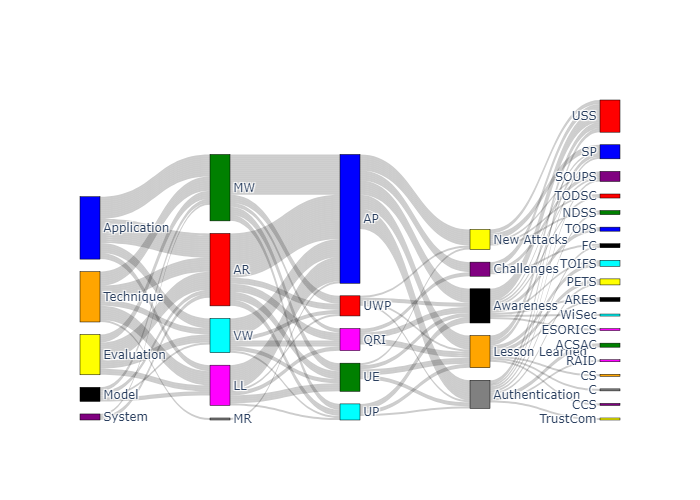 Application
Technique
Evaluation
Model
System
MW
AR
VW
LL
MR
AP
UWP
QRI
UE
UP
New Attacks
Challenges
Awareness
Lesson Learned
Authentication
USS
SP
SOUPS
TODSC
NDSS
TOPS
FC
TOIFS
PETS
ARES
WiSec
ESORICS
ACSAC
RAID
CS
C
CCS
TrustCom